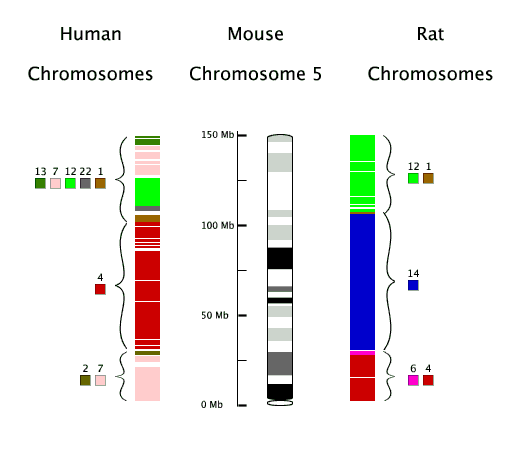 Human Mouse Rat
Chromosomes Chromosome 5 Chromosomes
150 Mb
13 7 12 22 1
12 1
100 Mb
4
14
50 Mb
2 7
6 4
0 Mb